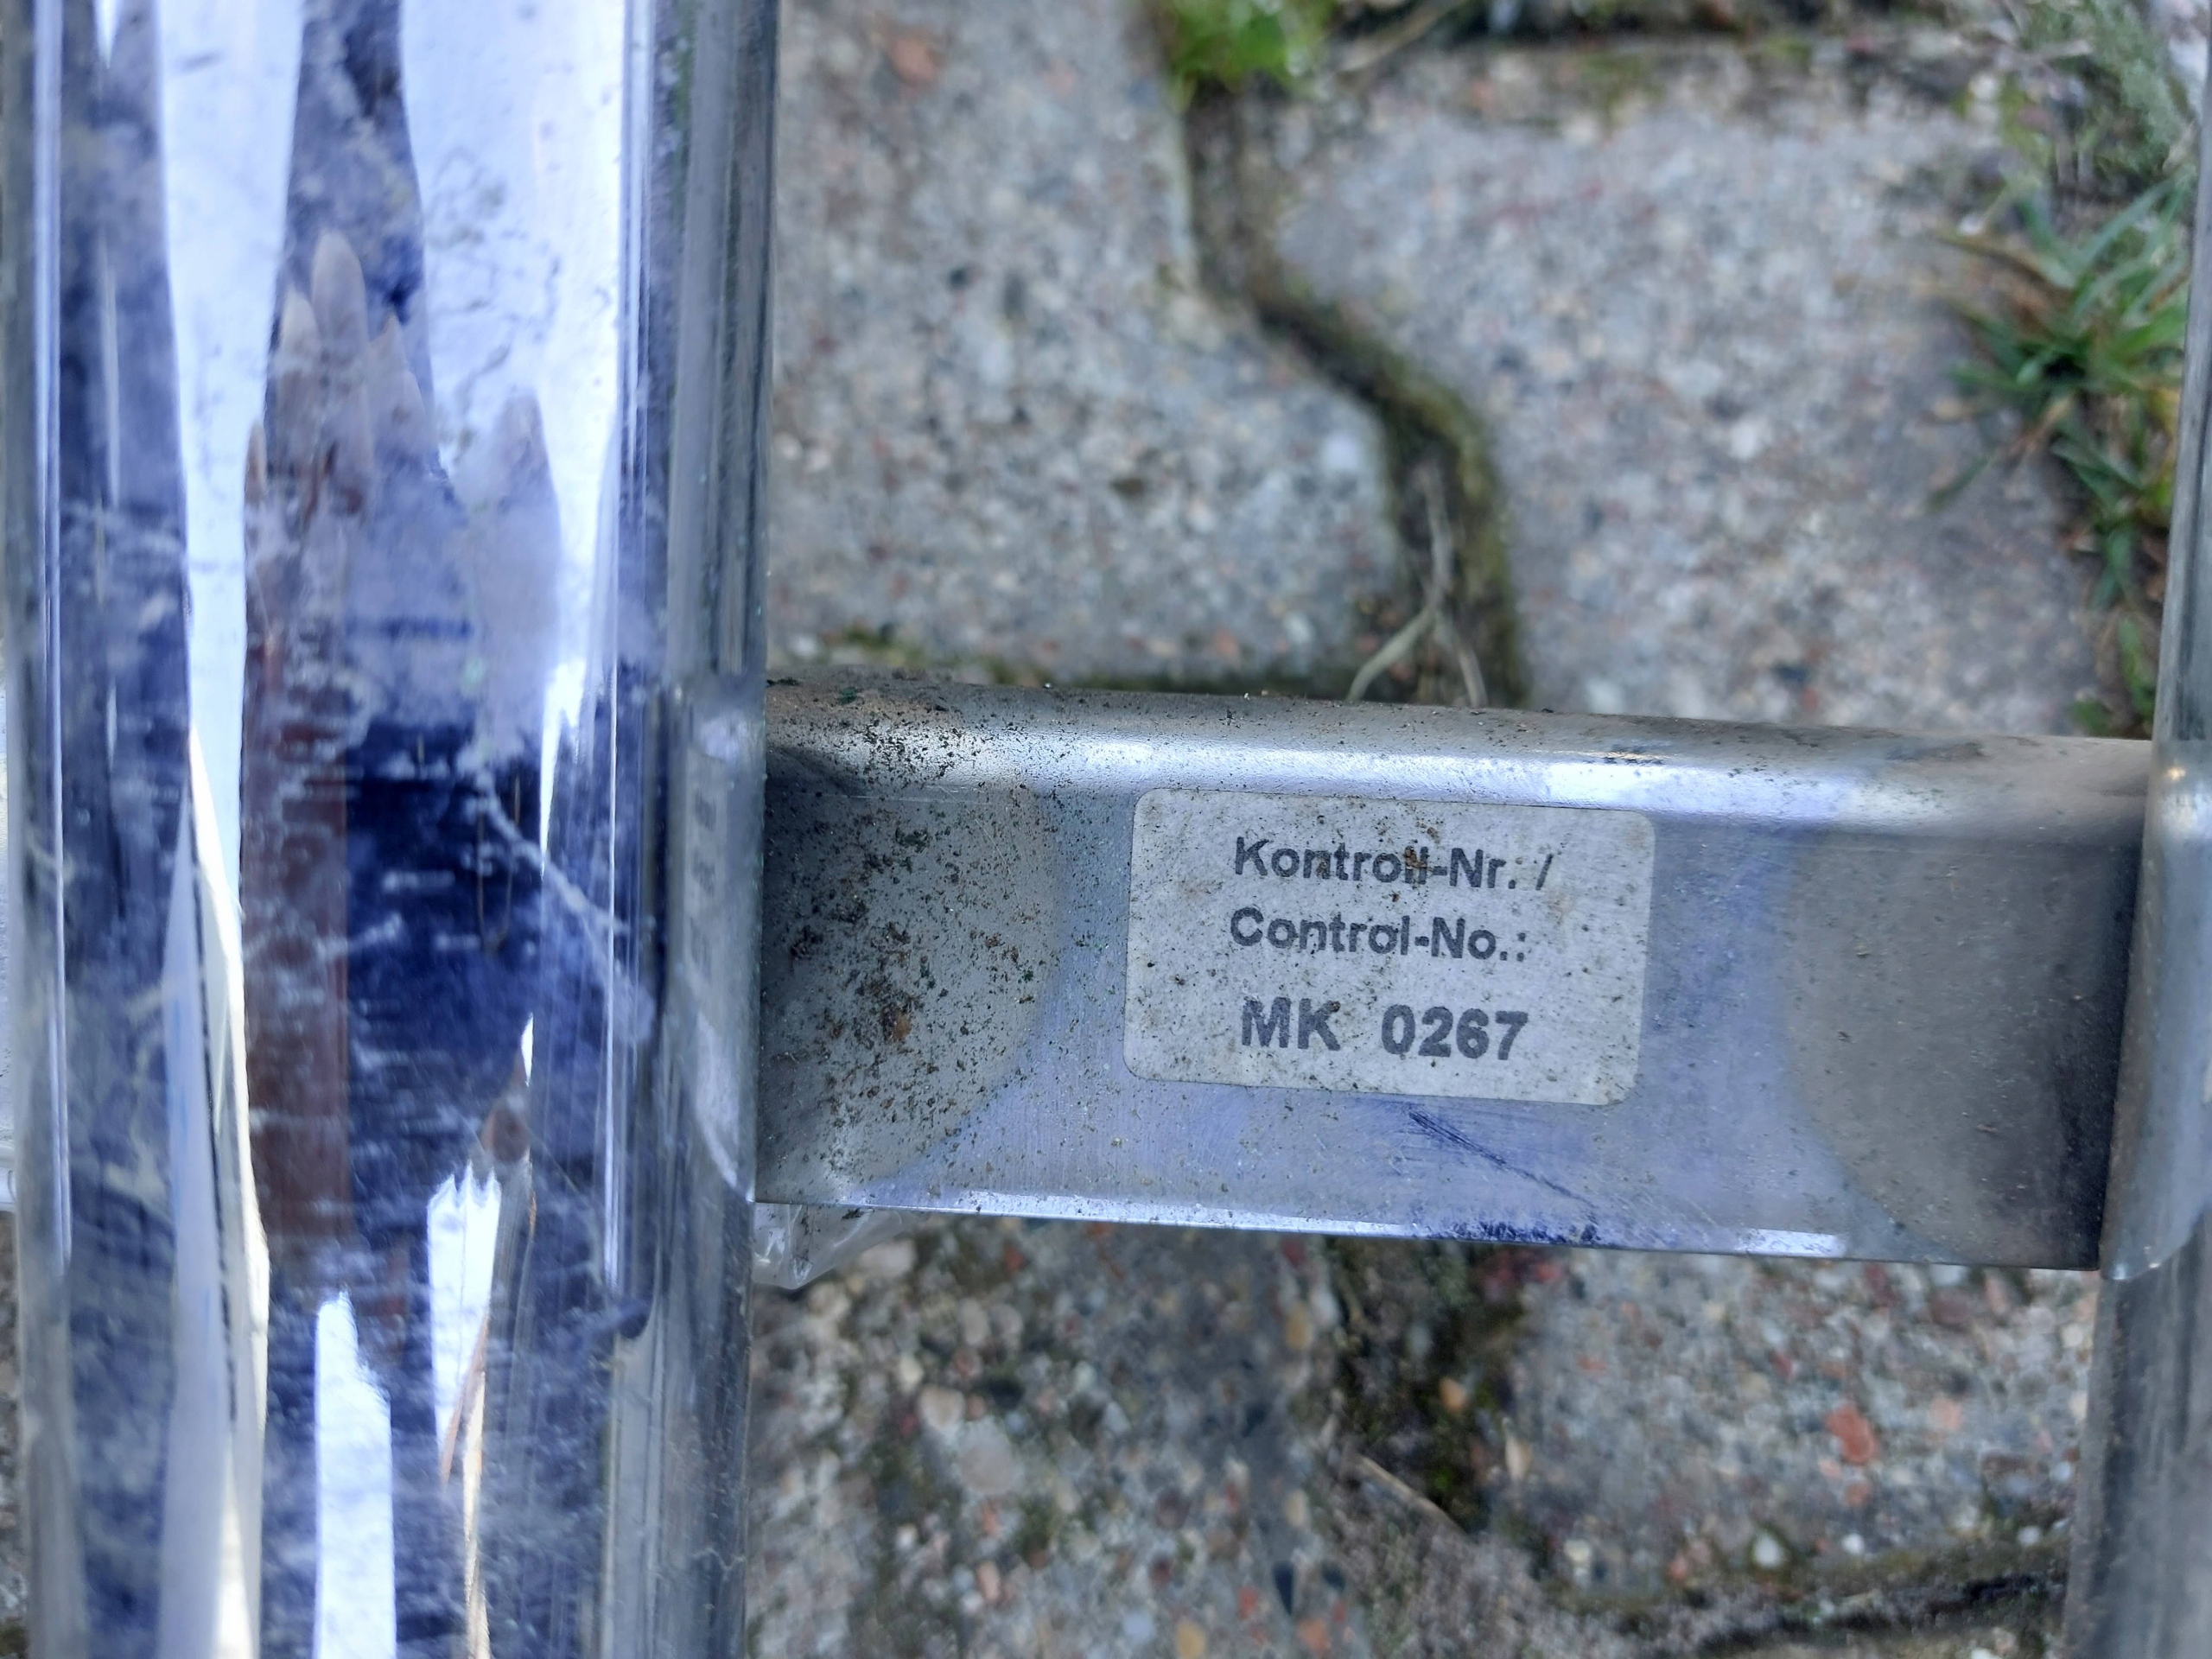 Kontroll-Nr. /
Control-No.:
MK 0267